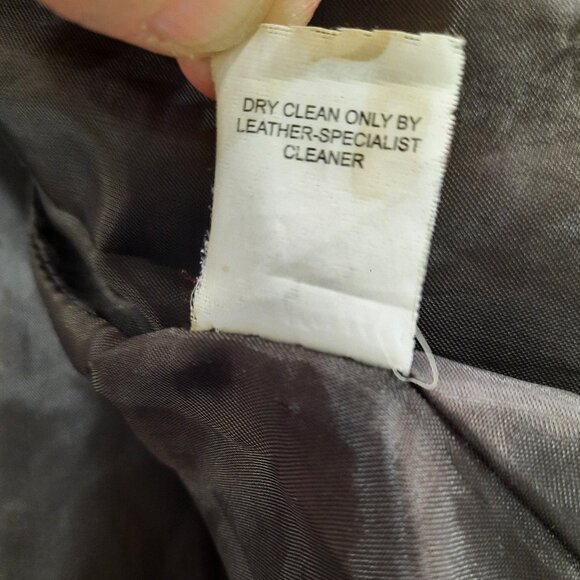 DRY CLEAN ONLY BY
LEATHER-SPECIALIST
CLEANER